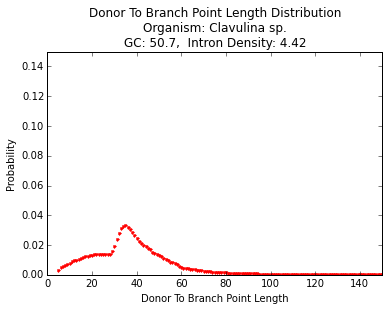 Donor To Branch Point Length Distribution
Organism: Clavulina sp.
GC: 50.7,  Intron Density: 4.42
0.14
0.12
0.10
0.08
0.06
0.04
0.02
0.00
Probability
0 20 40 60 80 100 120 140
Donor To Branch Point Length